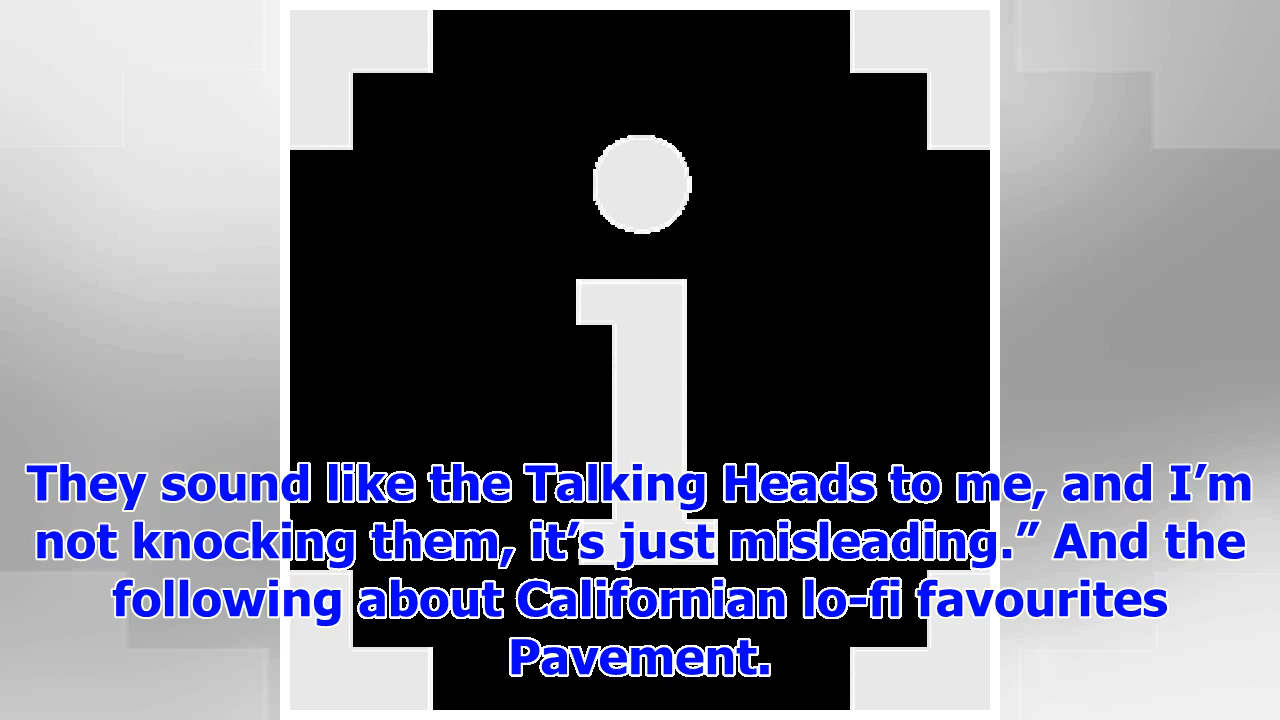 i
They sound like the Talking Heads to me, and I’m
not knocking them, it’s just misleading.” And the
following about Californian lo-fi favourites
Pavement.